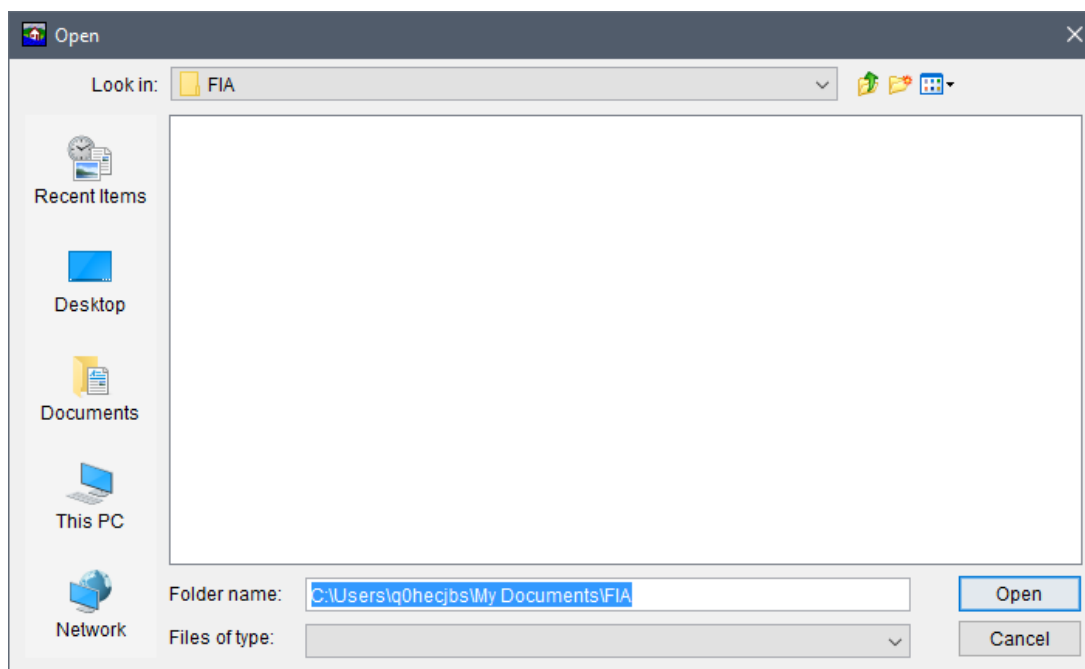 Open
Look in: FIA
Recent Items
Desktop
Documents
This PC
Network
Folder name: C:\Users\q0hecjbs\My Documents\FIA
Open
Files of type:
Cancel